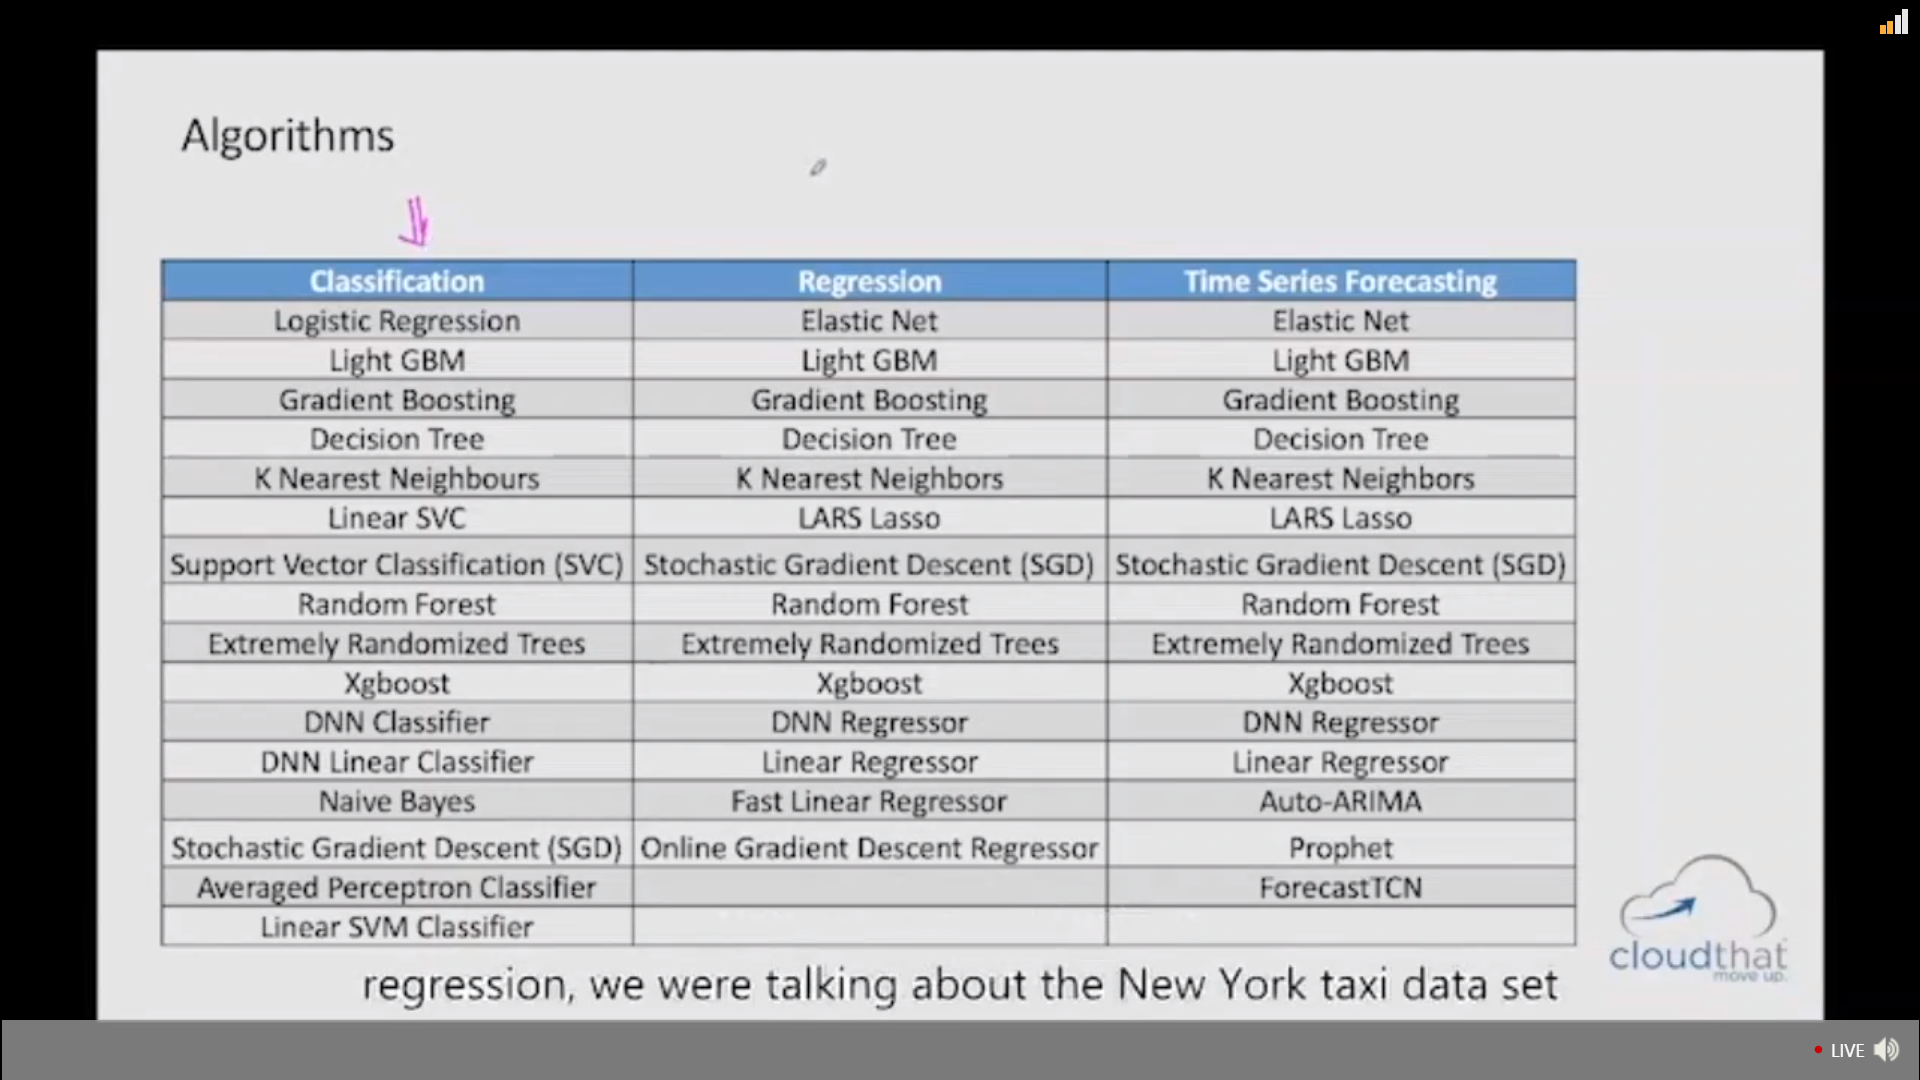 Algorithms
Classification Regression Time Series Forecasting
Logistic Regression Elastic Net Elastic Net
Light GBM Light GBM Light GBM
Gradient Boosting Gradient Boosting Gradient Boosting
Decision Tree Decision Tree Decision Tree
K Nearest Neighbours K Nearest Neighbors K Nearest Neighbors
Linear SVC LARS Lasso LARS Lasso
Support Vector Classification (SVC) Stochastic Gradient Descent (SGD) Stochastic Gradient Descent (SGD)
Random Forest Random Forest Random Forest
Extremely Randomized Trees Extremely Randomized Trees Extremely Randomized Trees
Xgboost Xgboost Xgboost
DNN Classifier DNN Regressor DNN Regressor
DNN Linear Classifier Linear Regressor Linear Regressor
Naive Bayes Fast Linear Regressor Auto-ARIMA
Stochastic Gradient Descent (SGD) Online Gradient Descent Regressor Prophet
Averaged Perceptron Classifier ForecastTCN
Linear SVM Classifier
cloudthat
move up.
regression, we were talking about the New York taxi data set
LIVE